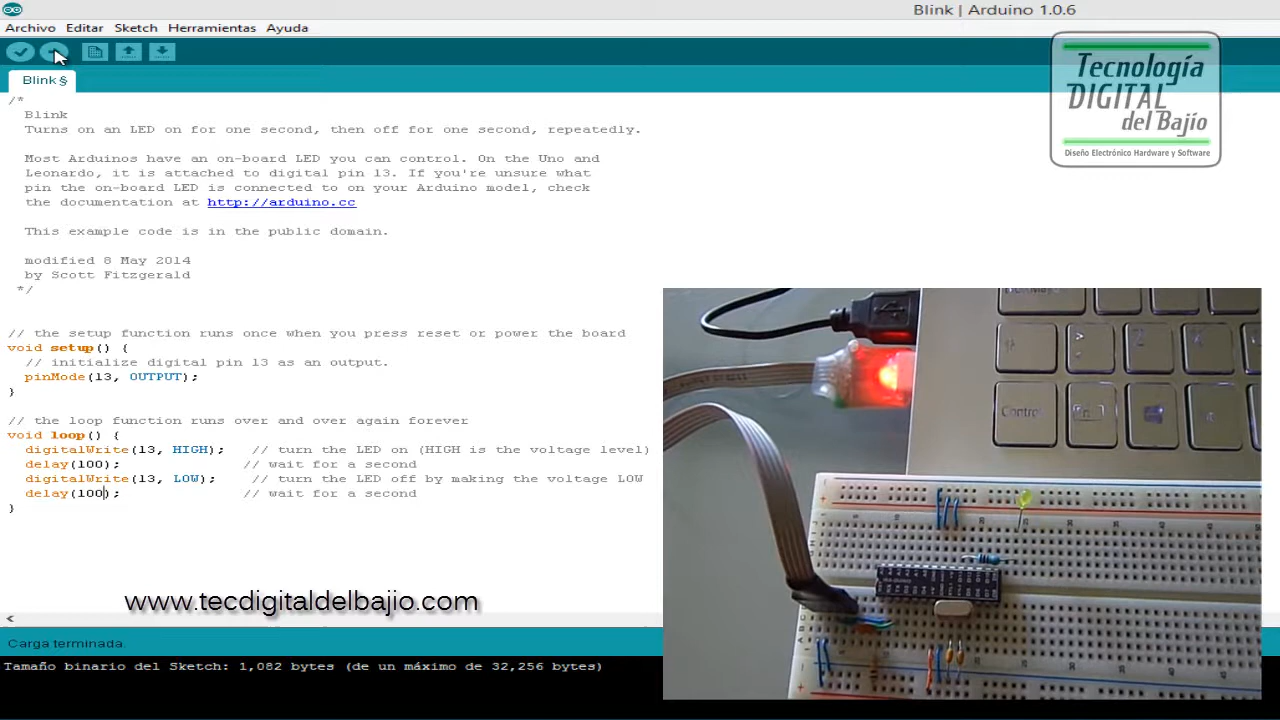 Blink | Arduino 1.0.6
Archivo Editar Sketch Herramientas Ayuda
Blink §
Tecnología
DIGITAL
del Bajío
Diseño Electrónico Hardware y Software
/*
Blink
Turns on an LED on for one second, then off for one second, repeatedly.
Most Arduinos have an on-board LED you can control. On the Uno and
Leonardo, it is attached to digital pin 13. If you're unsure what
pin the on-board LED is connected to on your Arduino model, check
the documentation at http://arduino.cc
This example code is in the public domain.
modified 8 May 2014
by Scott Fitzgerald
*/
// the setup function runs once when you press reset or power the board
void setup() {
// initialize digital pin 13 as an output.
pinMode(13, OUTPUT);
}
// the loop function runs over and over again forever
void loop() {
digitalWrite(13, HIGH); // turn the LED on (HIGH is the voltage level)
delay(100); // wait for a second
digitalWrite(13, LOW); // turn the LED off by making the voltage LOW
delay(100); // wait for a second
}
Control
www.tecdigitaldelbajio.com
Carga terminada.
Tamaño binario del Sketch: 1,082 bytes (de un máximo de 32,256 bytes)